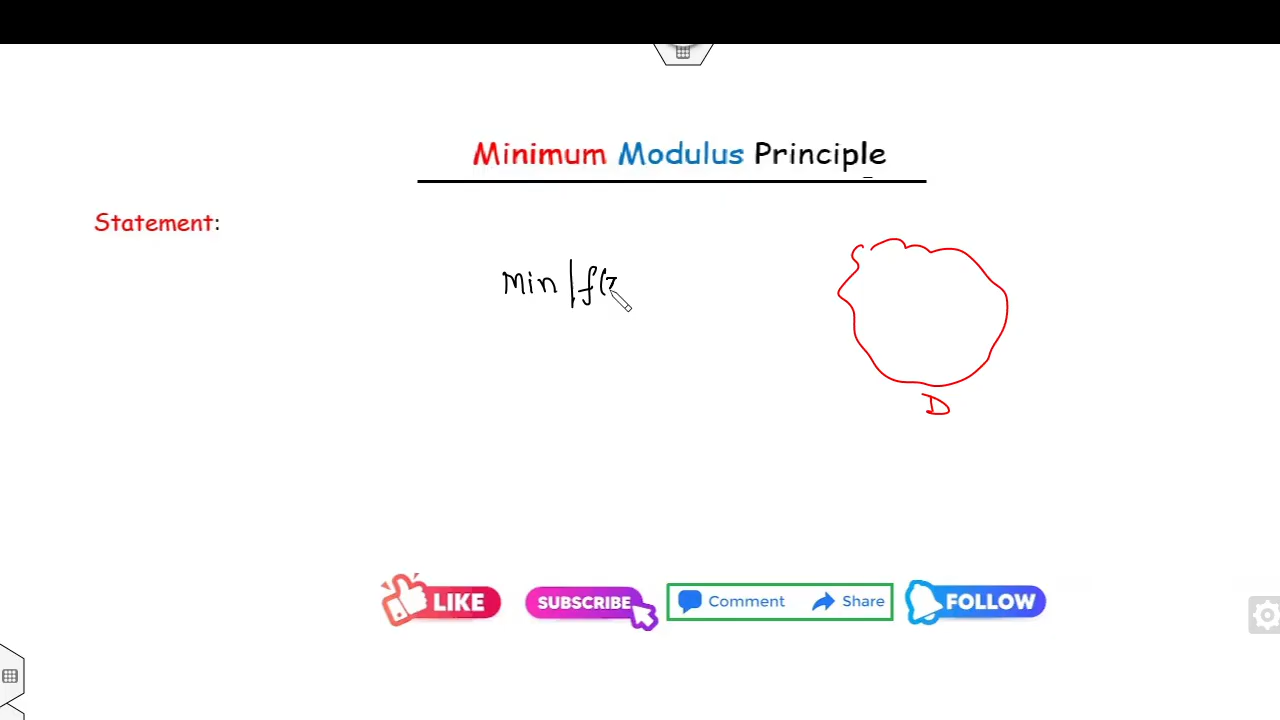 Minimum Modulus Principle
Statement:
Min |f(z
D
LIKE
SUBSCRIBE
Comment
Share
FOLLOW